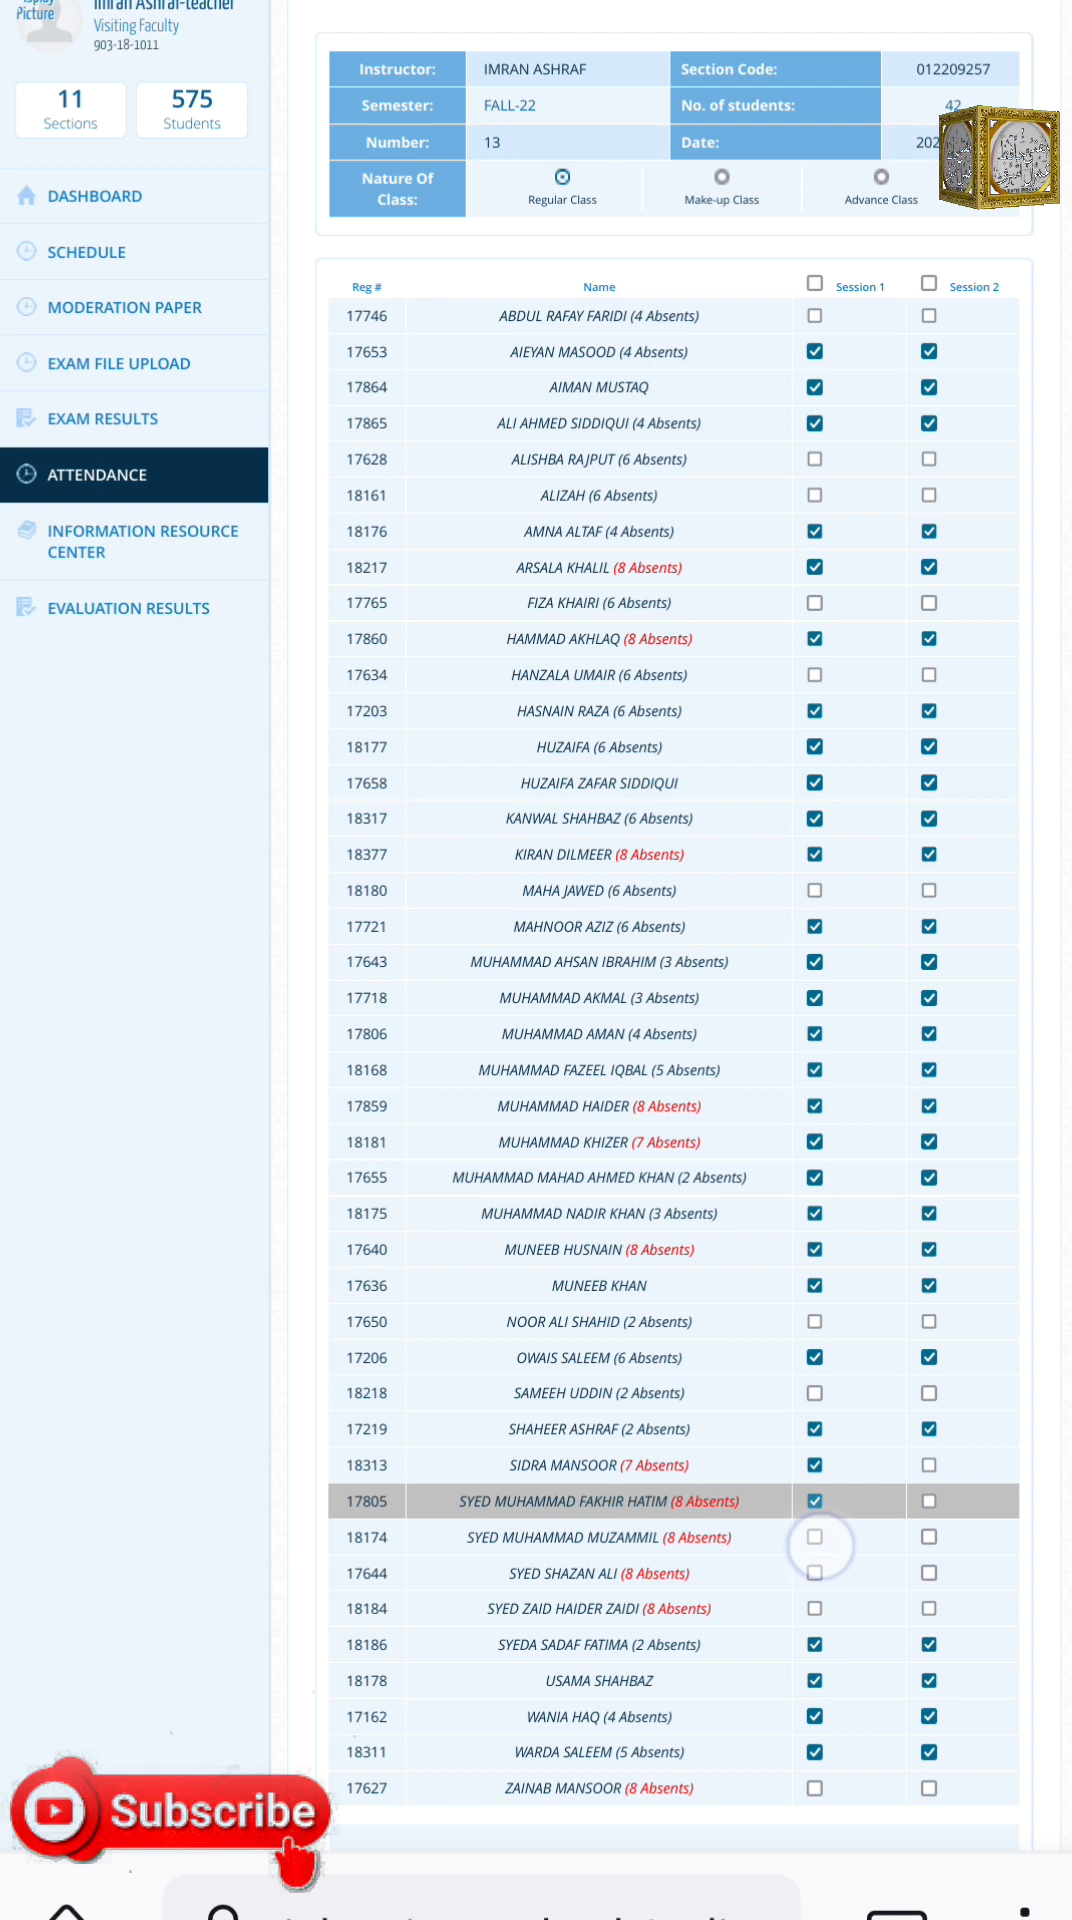 Picture
Imran Ashraf-teacher
Visiting Faculty
903-18-1011
11
Sections
575
Students
DASHBOARD
SCHEDULE
MODERATION PAPER
EXAM FILE UPLOAD
EXAM RESULTS
ATTENDANCE
INFORMATION RESOURCE
CENTER
EVALUATION RESULTS
Instructor: IMRAN ASHRAF Section Code: 012209257
Semester: FALL-22 No. of students: 42
Number: 13 Date: 202
Nature Of
Class:
Regular Class Make-up Class Advance Class
Reg # Name Session 1 Session 2
17746 ABDUL RAFAY FARIDI (4 Absents)
17653 AIEYAN MASOOD (4 Absents)
17864 AIMAN MUSTAQ
17865 ALI AHMED SIDDIQUI (4 Absents)
17628 ALISHBA RAJPUT (6 Absents)
18161 ALIZAH (6 Absents)
18176 AMNA ALTAF (4 Absents)
18217 ARSALA KHALIL (8 Absents)
17765 FIZA KHAIRI (6 Absents)
17860 HAMMAD AKHLAQ (8 Absents)
17634 HANZALA UMAIR (6 Absents)
17203 HASNAIN RAZA (6 Absents)
18177 HUZAIFA (6 Absents)
17658 HUZAIFA ZAFAR SIDDIQUI
18317 KANWAL SHAHBAZ (6 Absents)
18377 KIRAN DILMEER (8 Absents)
18180 MAHA JAWED (6 Absents)
17721 MAHNOOR AZIZ (6 Absents)
17643 MUHAMMAD AHSAN IBRAHIM (3 Absents)
17718 MUHAMMAD AKMAL (3 Absents)
17806 MUHAMMAD AMAN (4 Absents)
18168 MUHAMMAD FAZEEL IQBAL (5 Absents)
17859 MUHAMMAD HAIDER (8 Absents)
18181 MUHAMMAD KHIZER (7 Absents)
17655 MUHAMMAD MAHAD AHMED KHAN (2 Absents)
18175 MUHAMMAD NADIR KHAN (3 Absents)
17640 MUNEEB HUSNAIN (8 Absents)
17636 MUNEEB KHAN
17650 NOOR ALI SHAHID (2 Absents)
17206 OWAIS SALEEM (6 Absents)
18218 SAMEEH UDDIN (2 Absents)
17219 SHAHEER ASHRAF (2 Absents)
18313 SIDRA MANSOOR (7 Absents)
17805 SYED MUHAMMAD FAKHIR HATIM (8 Absents)
18174 SYED MUHAMMAD MUZAMMIL (8 Absents)
17644 SYED SHAZAN ALI (8 Absents)
18184 SYED ZAID HAIDER ZAIDI (8 Absents)
18186 SYEDA SADAF FATIMA (2 Absents)
18178 USAMA SHAHBAZ
17162 WANIA HAQ (4 Absents)
18311 WARDA SALEEM (5 Absents)
17627 ZAINAB MANSOOR (8 Absents)
Subscribe